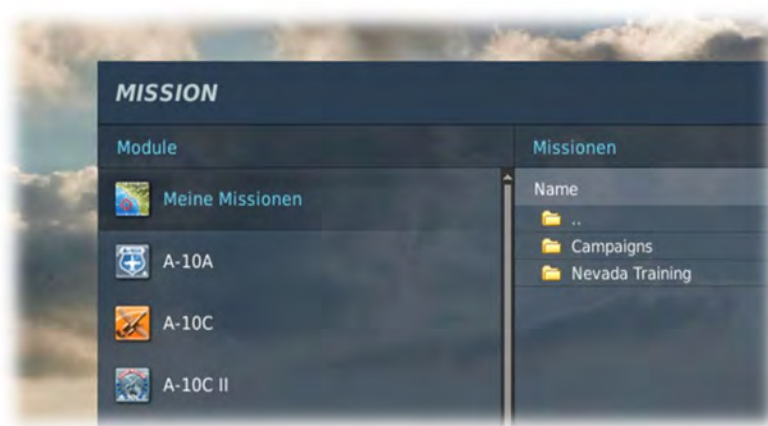 MISSION
Module
Meine Missionen
A-10A
A-10C
A-10C II
Missionen
Name
..
Campaigns
Nevada Training